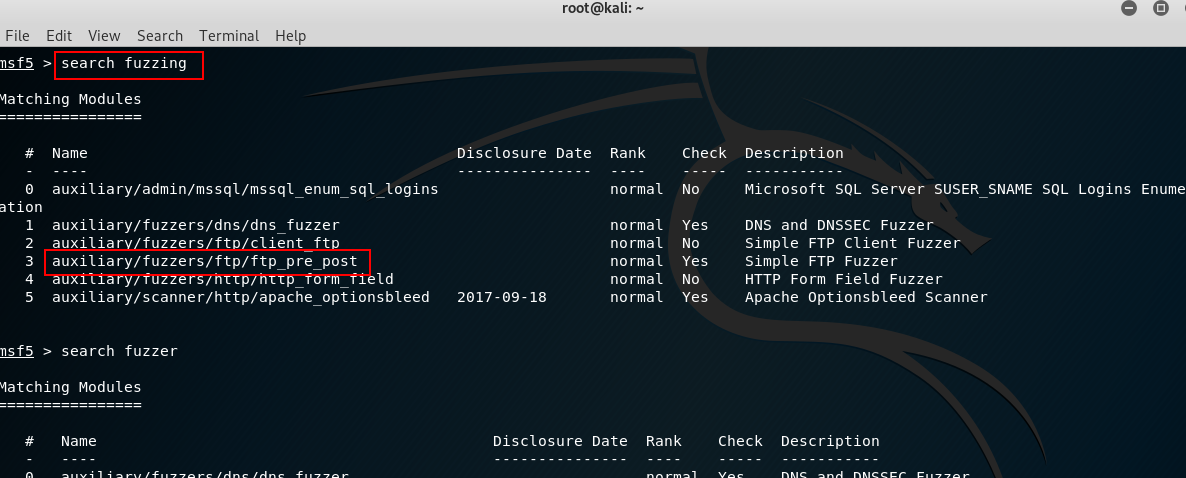 root@kali: ~
File Edit View Search Terminal Help
msf5 > search fuzzing
Matching Modules
================
# Name Disclosure Date Rank Check Description
- ---- --------------- ---- ----- -----------
0 auxiliary/admin/mssql/mssql_enum_sql_logins normal No Microsoft SQL Server SUSER_SNAME SQL Logins Enume
ation
1 auxiliary/fuzzers/dns/dns_fuzzer normal Yes DNS and DNSSEC Fuzzer
2 auxiliary/fuzzers/ftp/client_ftp normal No Simple FTP Client Fuzzer
3 auxiliary/fuzzers/ftp/ftp_pre_post normal Yes Simple FTP Fuzzer
4 auxiliary/fuzzers/http/http_form_field normal No HTTP Form Field Fuzzer
5 auxiliary/scanner/http/apache_optionsbleed 2017-09-18 normal Yes Apache Optionsbleed Scanner
msf5 > search fuzzer
Matching Modules
================
# Name Disclosure Date Rank Check Description
- ---- --------------- ---- ----- -----------
0 auxiliary/fuzzers/dns/dns_fuzzer normal Yes DNS and DNSSEC Fuzzer